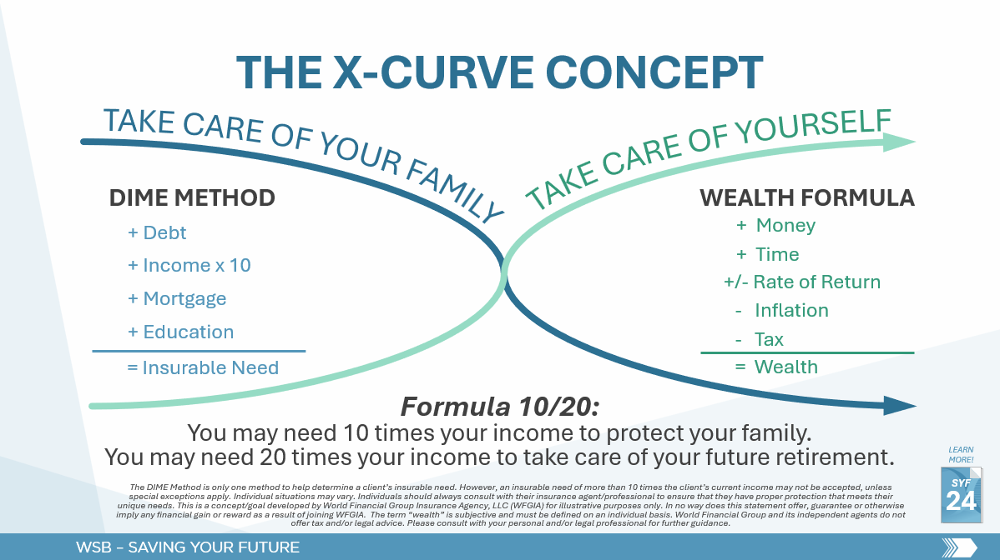 THE X-CURVE CONCEPT
TAKE CARE OF YOUR FAMILY
TAKE CARE OF YOURSELF
DIME METHOD
+ Debt
+ Income x 10
+ Mortgage
+ Education
= Insurable Need
WEALTH FORMULA
+ Money
+ Time
+/- Rate of Return
- Inflation
- Tax
= Wealth
Formula 10/20:
You may need 10 times your income to protect your family.
You may need 20 times your income to take care of your future retirement.
The DIME Method is only one method to help determine a client's insurable need. However, an insurable need of more than 10 times the client's current income may not be accepted, unless
special exceptions apply. Individual situations may vary. Individuals should always consult with their insurance agent/professional to ensure that they have proper protection that meets their
unique needs. This is a concept/goal developed by World Financial Group Insurance Agency, LLC (WFGIA) for illustrative purposes only. In no way does this statement offer, guarantee or otherwise
imply any financial gain or reward as a result of joining WFGIA. The term "wealth" is subjective and must be defined on an individual basis. World Financial Group and its independent agents do not
offer tax and/or legal advice. Please consult with your personal and/or legal professional for further guidance.
LEARN
MORE!
SYF
24
WSB – SAVING YOUR FUTURE